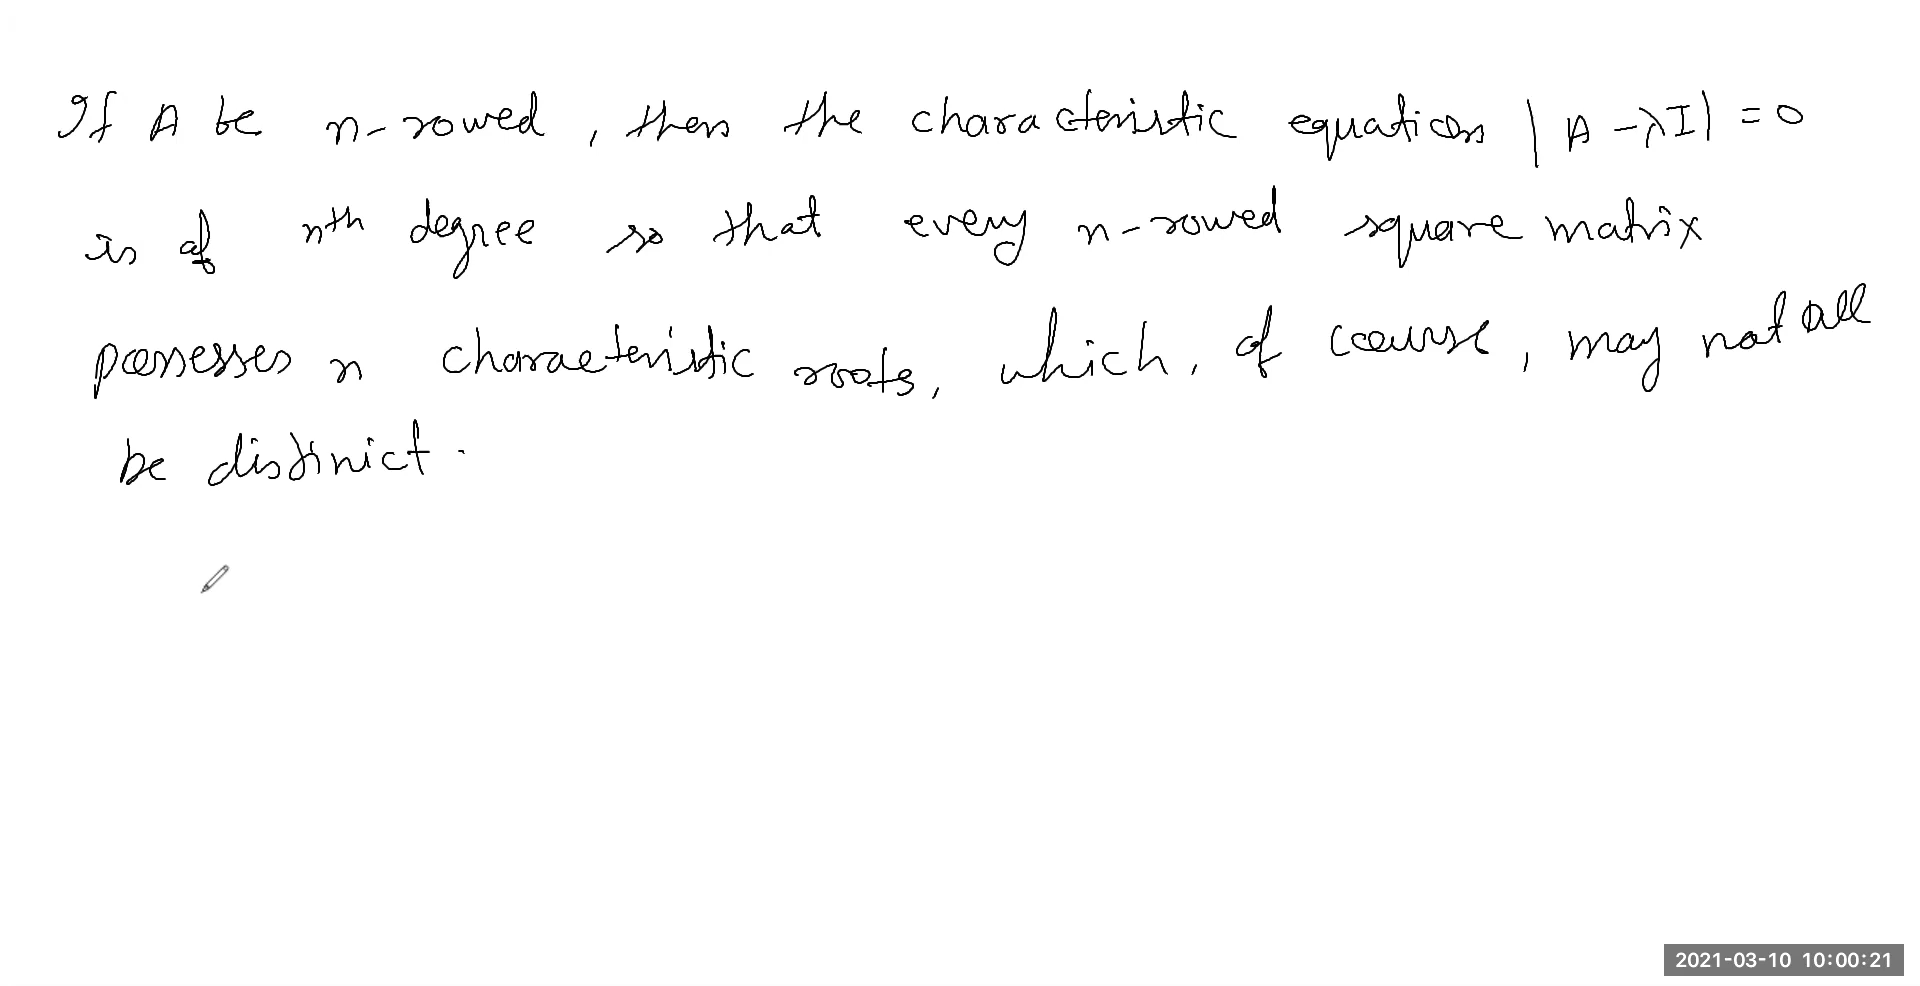 If A be n-rowed, then the characteristic equation |A-λI| = 0
is of nth degree so that every n-rowed square matrix
possesses n characteristic roots, which, of course, may not all
be distinict.
2021-03-10 10:00:21